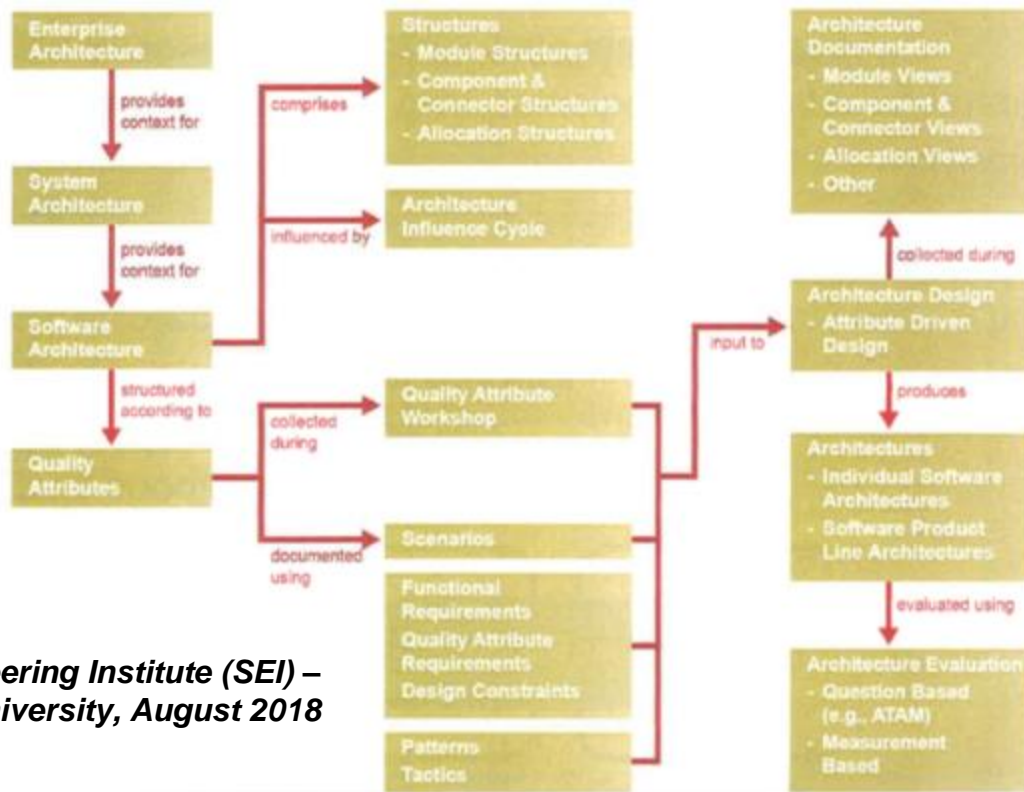 Enterprise
Architecture
provides
context for
System
Architecture
provides
context for
Software
Architecture
structured
according to
Quality
Attributes
comprises
influenced by
collected
during
documented
using
Structures
- Module Structures
- Component &
Connector Structures
- Allocation Structures
Architecture
Influence Cycle
Quality Attribute
Workshop
Scenarios
Functional
Requirements
Quality Attribute
Requirements
Design Constraints
Patterns
Tactics
input to
Architecture
Documentation
- Module Views
- Component &
Connector Views
- Allocation Views
- Other
collected during
Architecture Design
- Attribute Driven
Design
produces
Architectures
- Individual Software
Architectures
- Software Product
Line Architectures
evaluated using
Architecture Evaluation
- Question Based
(e.g., ATAM)
- Measurement
Based
ering Institute (SEI) –
iversity, August 2018